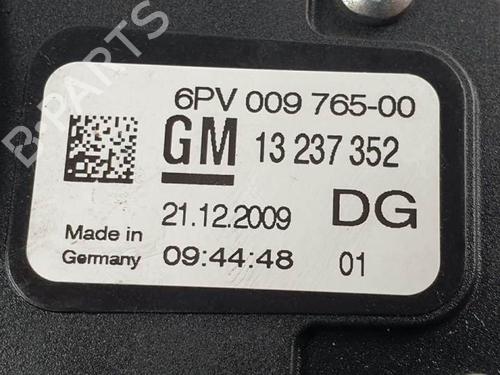 6PV 009 765-00
GM 13 237 352
21.12.2009 DG
Made in
Germany 09:44:48 01
B-PARTS